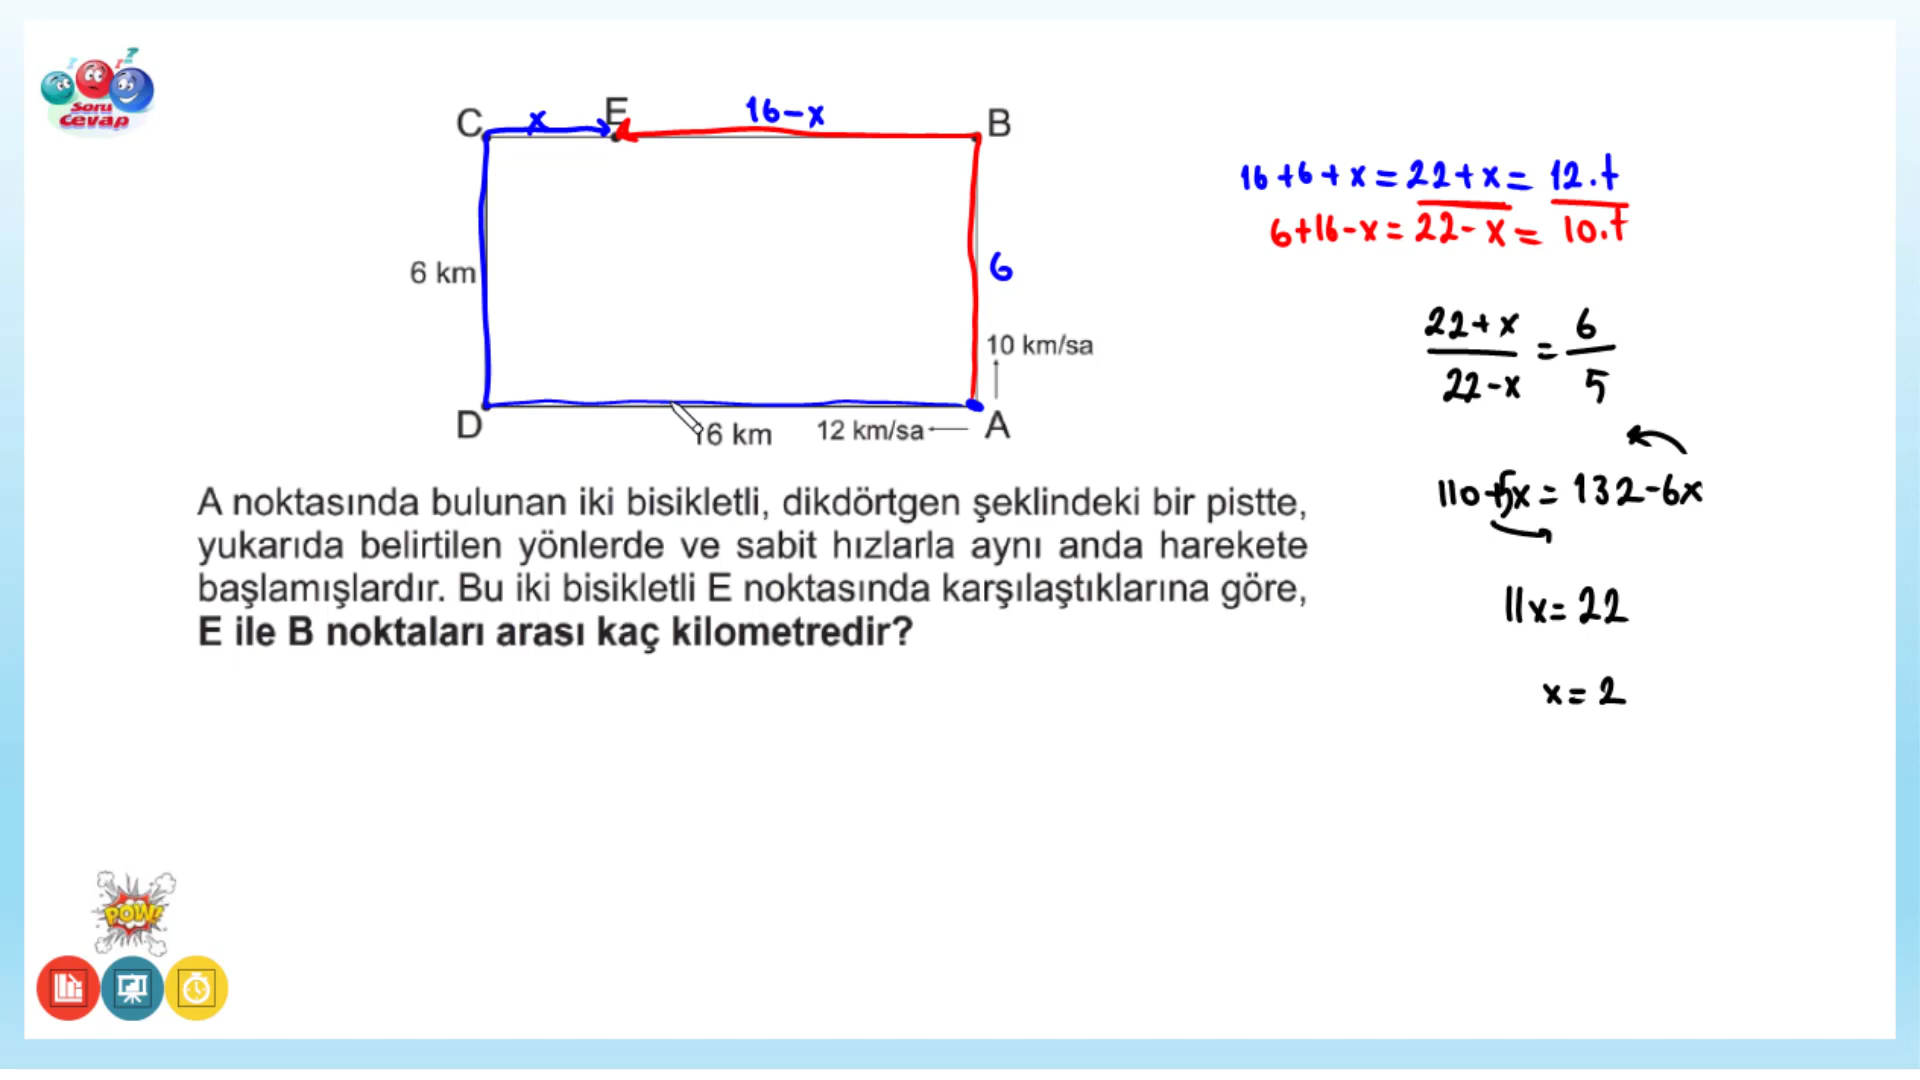 Soru
Cevap
C x E 16-x B
6 km
6
10 km/sa
D 16 km 12 km/sa A
A noktasında bulunan iki bisikletli, dikdörtgen şeklindeki bir pistte,
yukarıda belirtilen yönlerde ve sabit hızlarla aynı anda harekete
başlamışlardır. Bu iki bisikletli E noktasında karşılaştıklarına göre,
E ile B noktaları arası kaç kilometredir?
16+6+x=22+x=12.t
6+16-x=22-x=10.t
22+x/22-x=6/5
110+5x=132-6x
11x=22
x=2
POW!